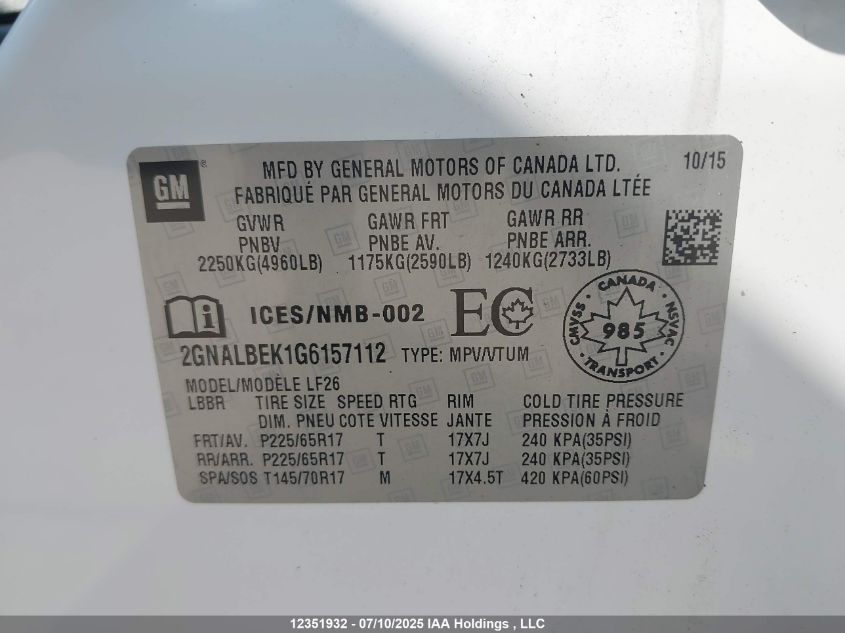 GM ® MFD BY GENERAL MOTORS OF CANADA LTD. 10/15
FABRIQUÉ PAR GENERAL MOTORS DU CANADA LTÉE
GVWR GAWR FRT GAWR RR
PNBV PNBE AV. PNBE ARR.
2250KG(4960LB) 1175KG(2590LB) 1240KG(2733LB)
ICES/NMB-002 EC
CANADA
CMVSS · NSVAC
985
TRANSPORT
2GNALBEK1G6157112 TYPE: MPV/VTUM
MODEL/MODÈLE LF26
LBBR TIRE SIZE SPEED RTG RIM COLD TIRE PRESSURE
DIM. PNEU COTE VITESSE JANTE PRESSION À FROID
FRT/AV. P225/65R17 T 17X7J 240 KPA(35PSI)
RR/ARR. P225/65R17 T 17X7J 240 KPA(35PSI)
SPA/SOS T145/70R17 M 17X4.5T 420 KPA(60PSI)
12351932 - 07/10/2025 IAA Holdings , LLC